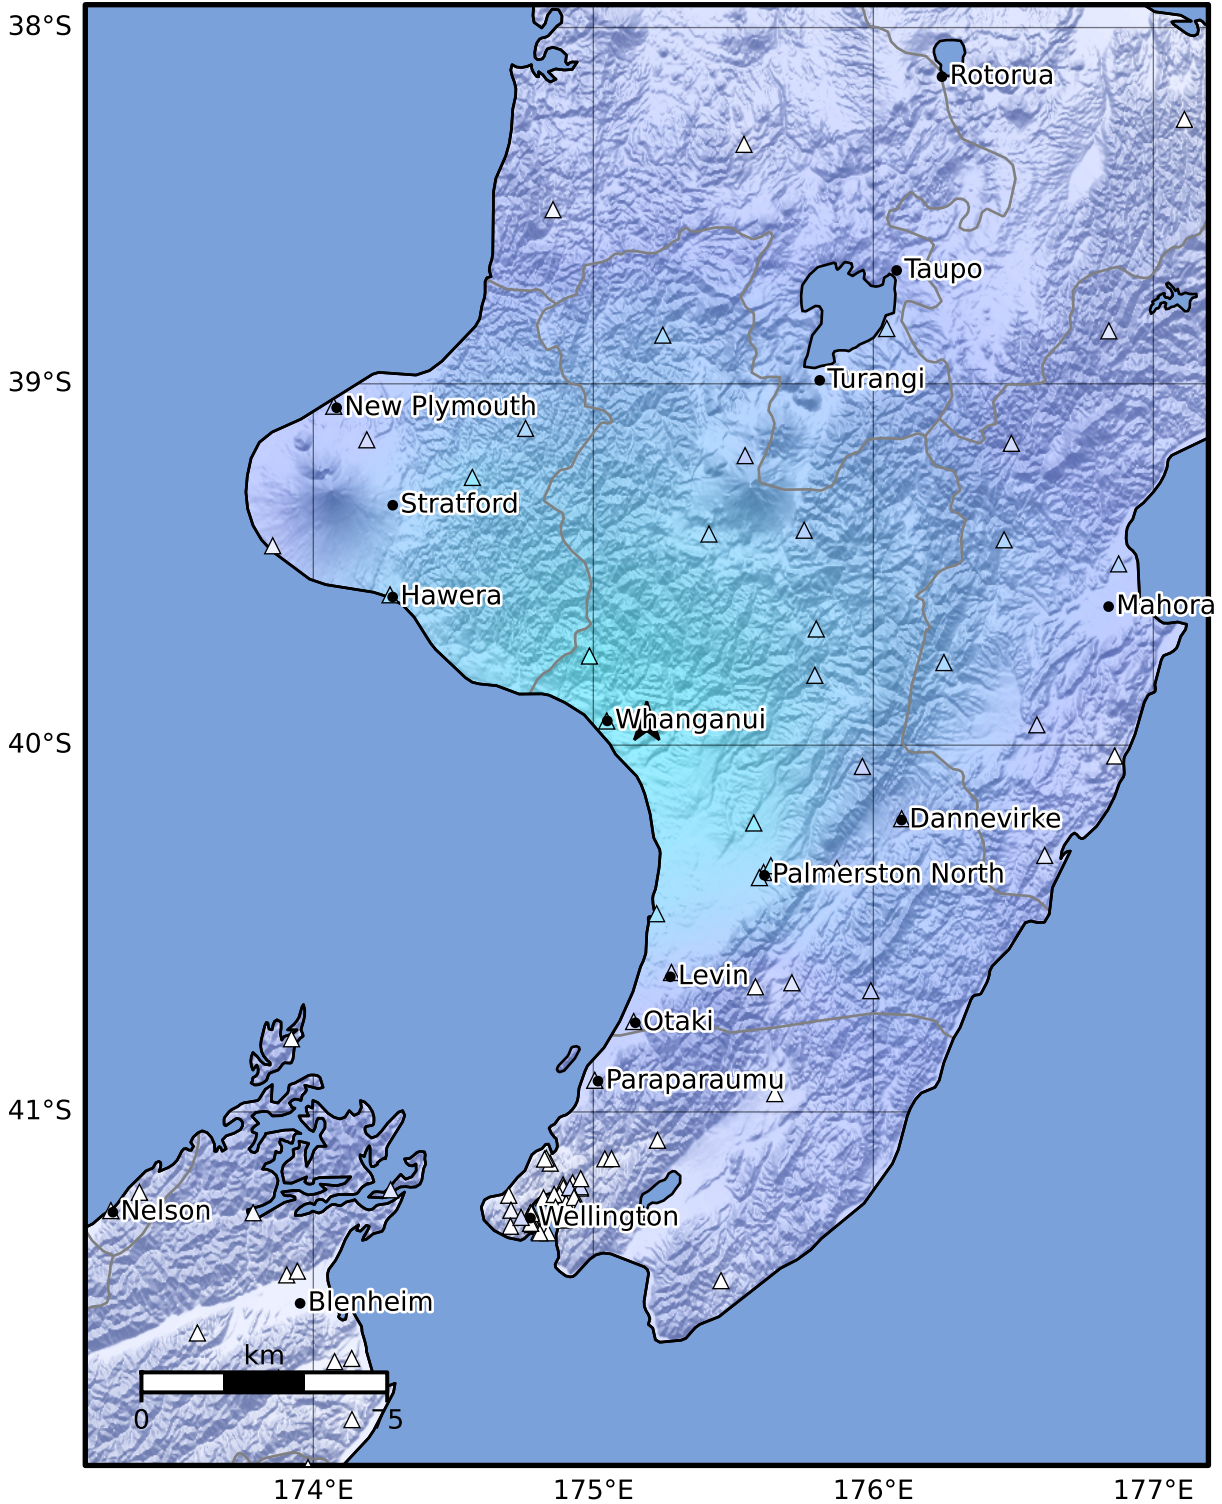 38°S
Rotorua
Taupo
39°S
Turangi
New Plymouth
Stratford
Hawera
Mahora
Whanganui
40°S
Dannevirke
Palmerston North
Levin
Otaki
Paraparaumu
41°S
Nelson
Wellington
Blenheim
km
0
75
174°E
175°E
176°E
177°E